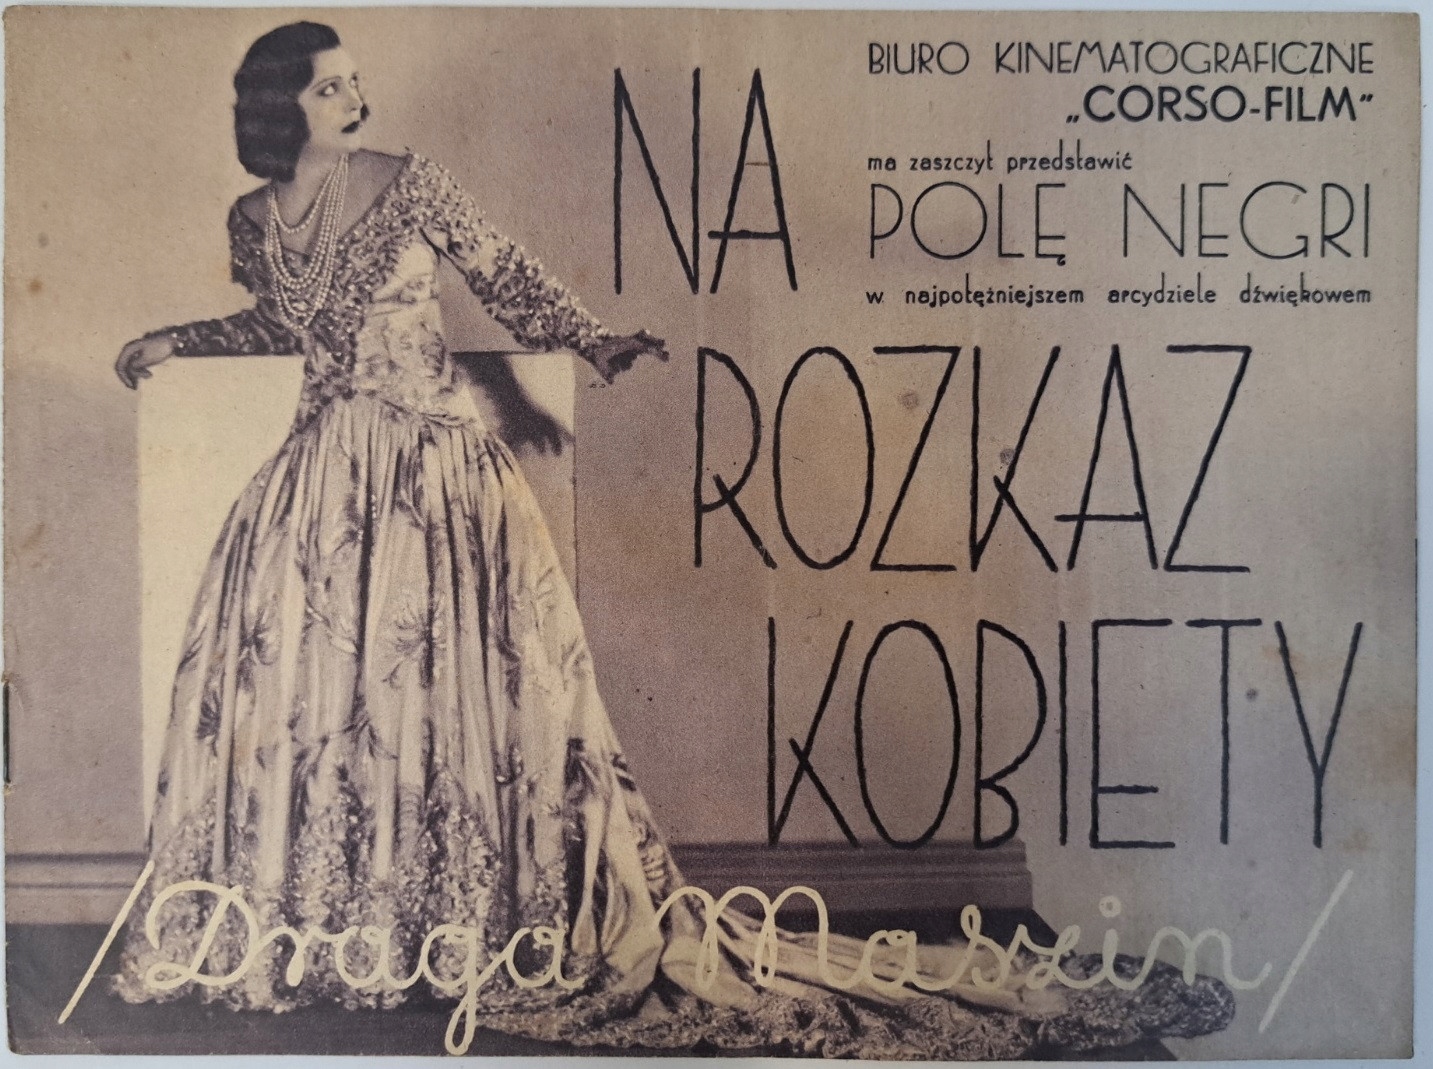 BIURO KINEMATOGRAFICZNE
„CORSO-FILM”
ma zaszczyt przedstawić
POLĘ NEGRI
w najpotężniejszem arcydziele dźwiękowem
NA
ROZKAZ
KOBIETY
/Draga Maszin/